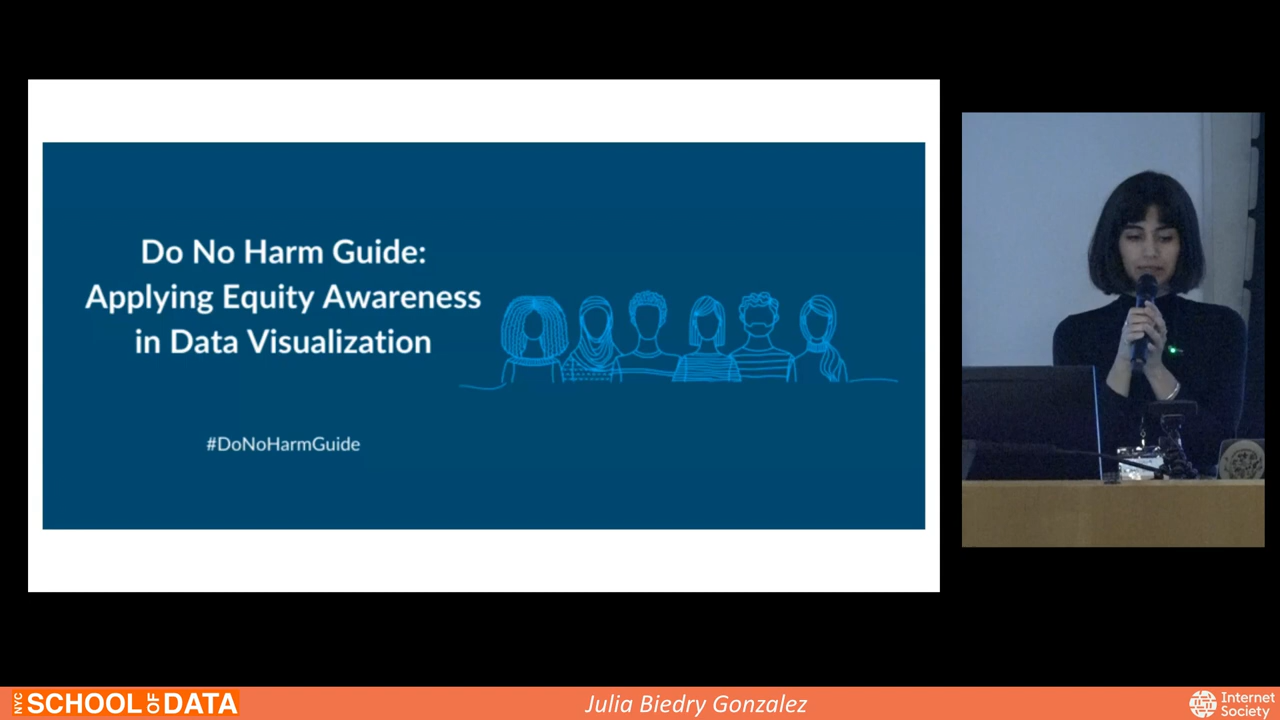 Do No Harm Guide:
Applying Equity Awareness
in Data Visualization
#DoNoHarmGuide
NYC SCHOOL OF DATA
Julia Biedry Gonzalez
Internet
Society